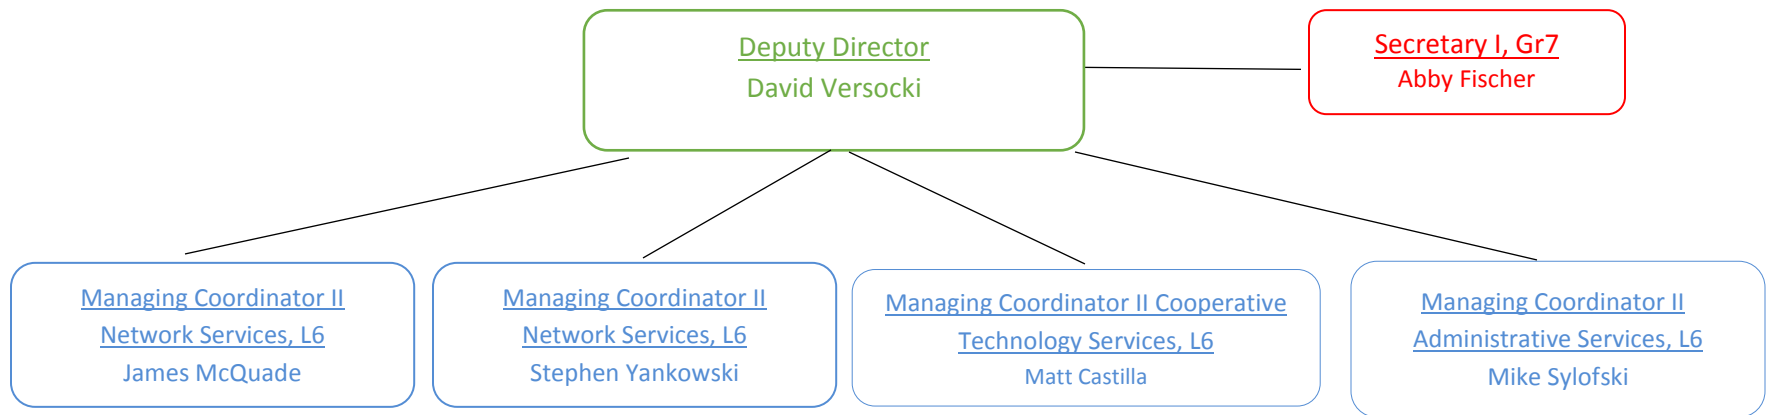 Deputy Director
David Versocki
Secretary I, Gr7
Abby Fischer
Managing Coordinator II
Network Services, L6
James McQuade
Managing Coordinator II
Network Services, L6
Stephen Yankowski
Managing Coordinator II Cooperative
Technology Services, L6
Matt Castilla
Managing Coordinator II
Administrative Services, L6
Mike Sylofski